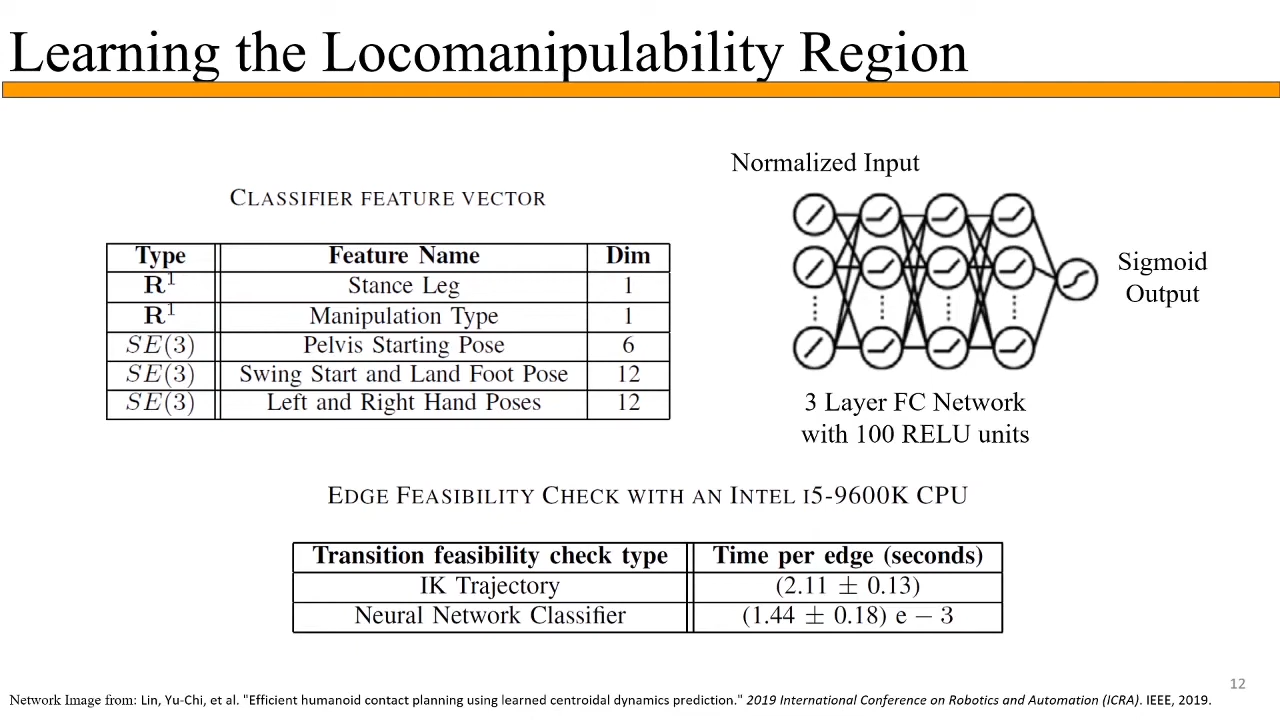 Learning the Locomanipulability Region
CLASSIFIER FEATURE VECTOR
Type Feature Name Dim
R¹ Stance Leg 1
R¹ Manipulation Type 1
SE(3) Pelvis Starting Pose 6
SE(3) Swing Start and Land Foot Pose 12
SE(3) Left and Right Hand Poses 12
Normalized Input
Sigmoid
Output
3 Layer FC Network
with 100 RELU units
EDGE FEASIBILITY CHECK WITH AN INTEL I5-9600K CPU
Transition feasibility check type Time per edge (seconds)
IK Trajectory (2.11 ± 0.13)
Neural Network Classifier (1.44 ± 0.18) e − 3
12
Network Image from: Lin, Yu-Chi, et al. "Efficient humanoid contact planning using learned centroidal dynamics prediction." 2019 International Conference on Robotics and Automation (ICRA). IEEE, 2019.